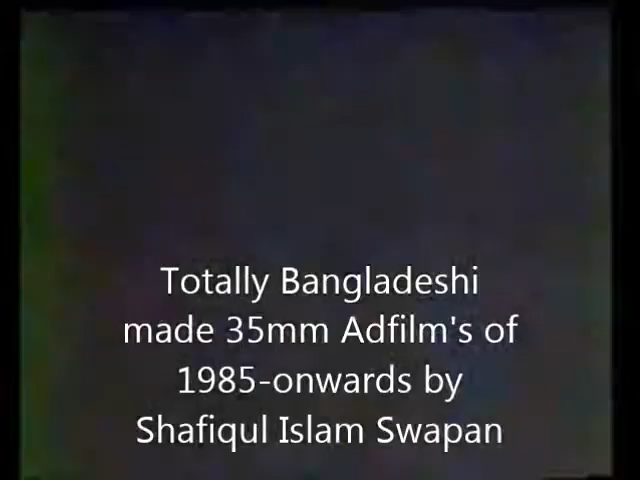 Totally Bangladeshi
made 35mm Adfilm's of
1985-onwards by
Shafiqul Islam Swapan